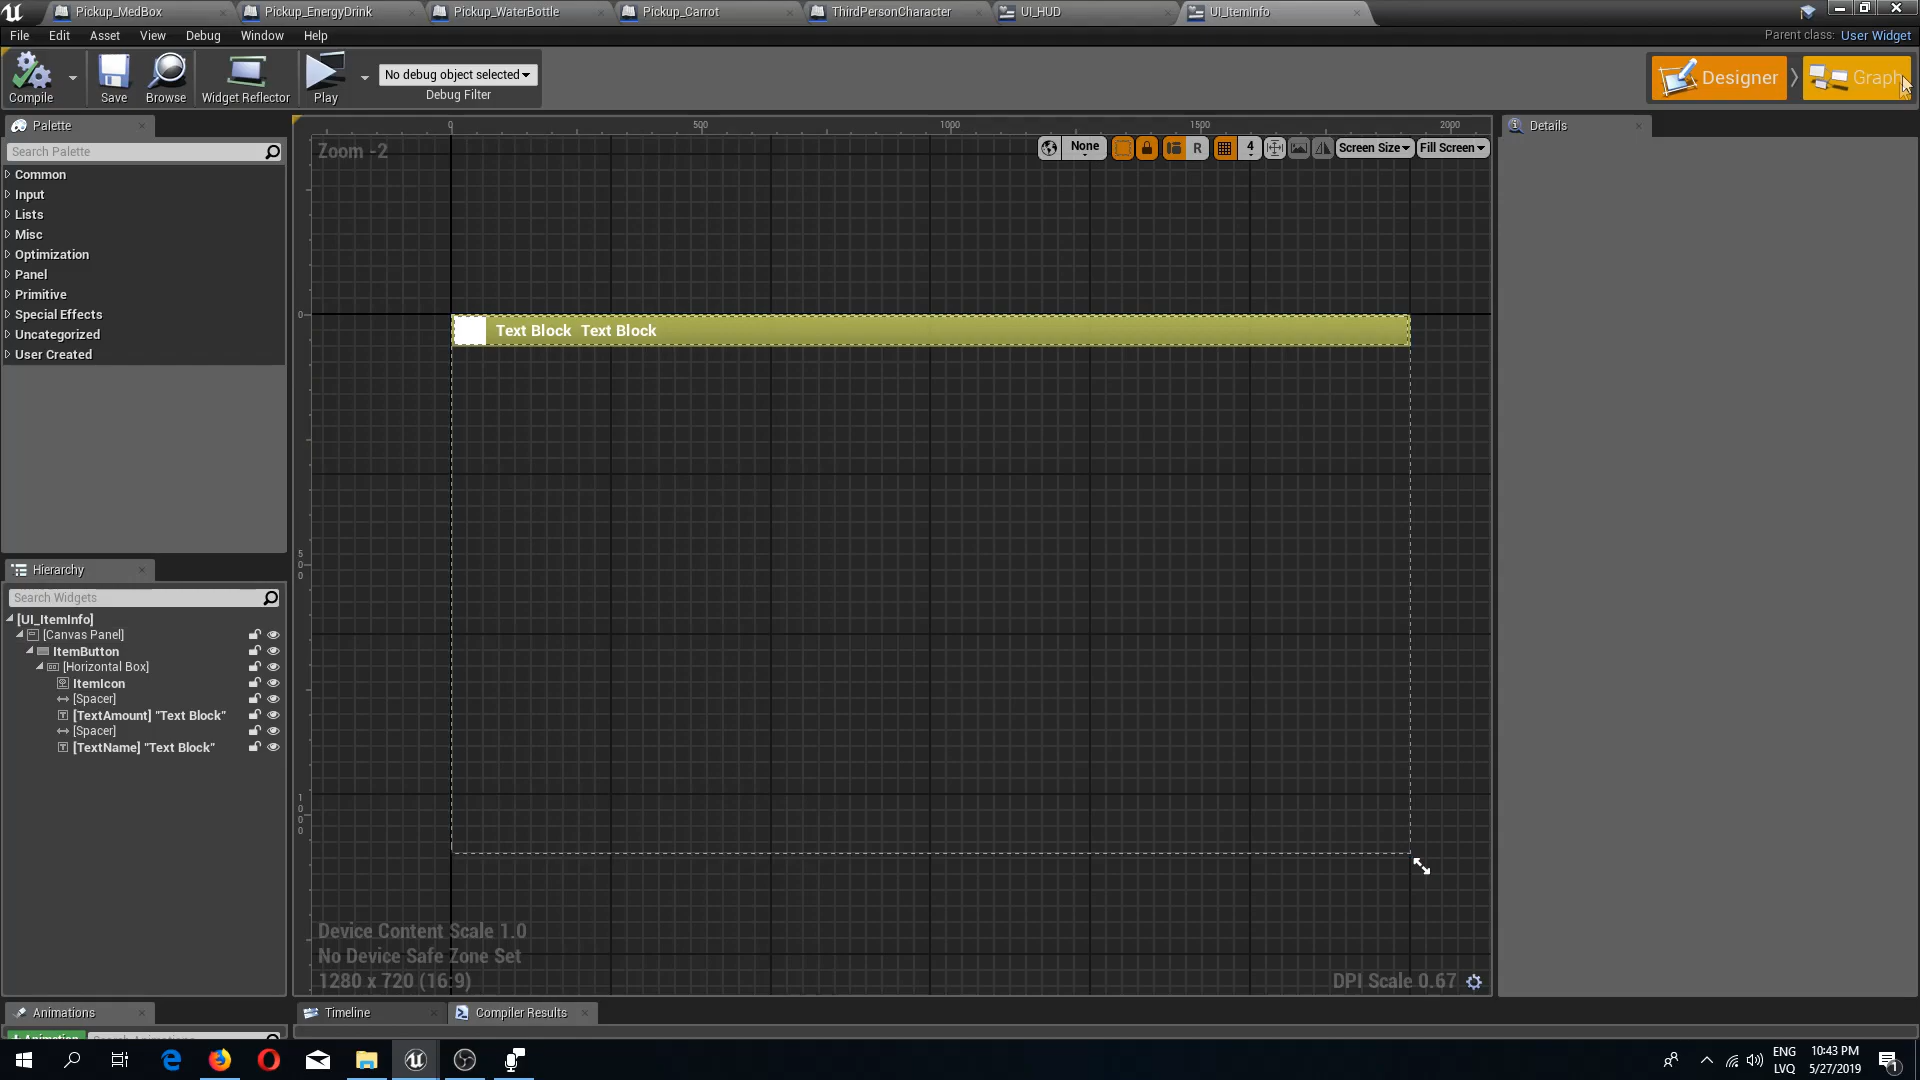 Pickup_MedBox
Pickup_EnergyDrink
Pickup_WaterBottle
Pickup_Carrot
ThirdPersonCharacter
UI_HUD
UI_ItemInfo
File
Edit
Asset
View
Debug
Window
Help
Parent class:
User Widget
Compile
Save
Browse
Widget Reflector
Play
No debug object selected
Debug Filter
Designer
Graph
Palette
Search Palette
Common
Input
Lists
Misc
Optimization
Panel
Primitive
Special Effects
Uncategorized
User Created
Hierarchy
Search Widgets
[UI_ItemInfo]
[Canvas Panel]
ItemButton
[Horizontal Box]
ItemIcon
[Spacer]
[TextAmount] "Text Block"
[Spacer]
[TextName] "Text Block"
Animations
Zoom -2
0
500
1000
1500
2000
None
R
4
Screen Size
Fill Screen
0
500
1000
Text Block Text Block
Device Content Scale 1.0
No Device Safe Zone Set
1280 x 720 (16:9)
DPI Scale 0.67
Timeline
Compiler Results
Details
ENG
LVQ
10:43 PM
5/27/2019
1